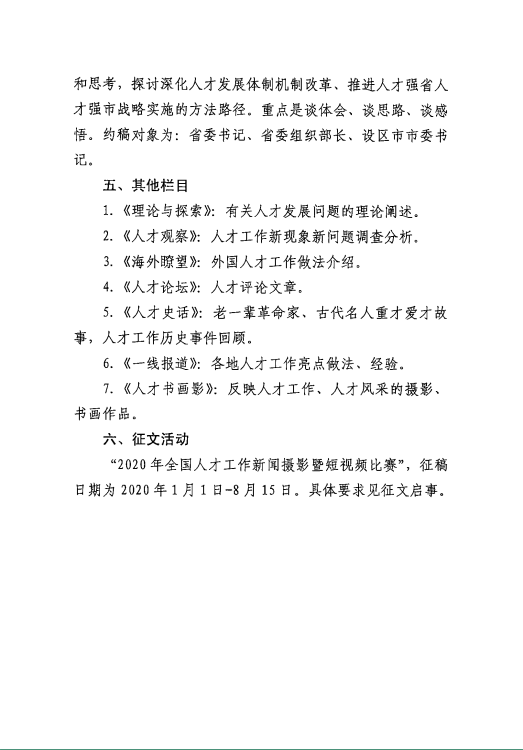 和思考，探讨深化人才发展体制机制改革、推进人才强省人
才强市战略实施的方法路径。重点是谈体会、谈思路、谈感
悟。约稿对象为：省委书记、省委组织部长、设区市市委书
记。
五、其他栏目
1.《理论与探索》：有关人才发展问题的理论阐述。
2.《人才观察》：人才工作新现象新问题调查分析。
3.《海外瞭望》：外国人才工作做法介绍。
4.《人才论坛》：人才评论文章。
5.《人才史话》：老一辈革命家、古代名人重才爱才故
事，人才工作历史事件回顾。
6.《一线报道》：各地人才工作亮点做法、经验。
7.《人才书画影》：反映人才工作、人才风采的摄影、
书画作品。
六、征文活动
“2020年全国人才工作新闻摄影暨短视频比赛”，征稿
日期为2020年1月1日-8月15日。具体要求见征文启事。